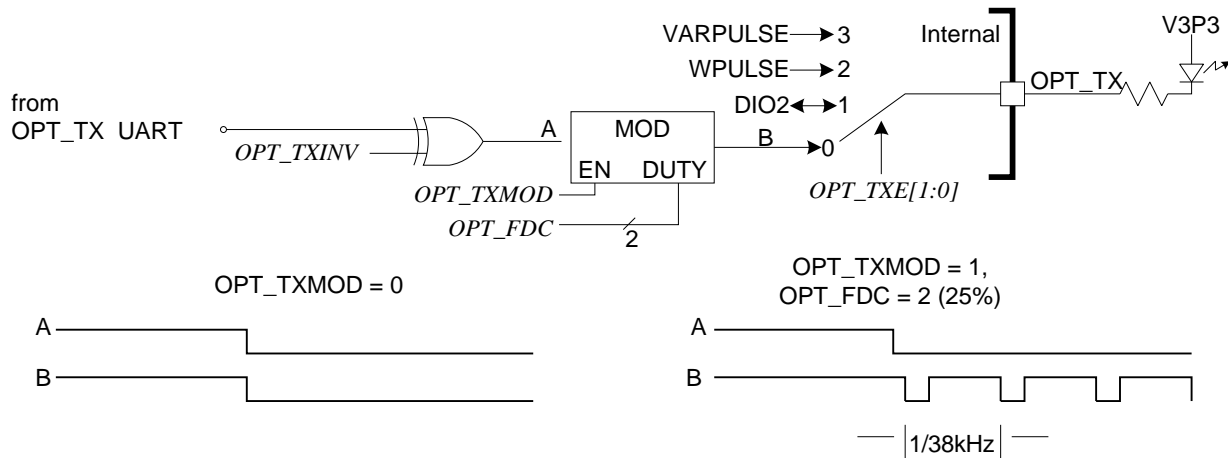 V3P3
VARPULSE 3
Internal
WPULSE 2
OPT_TX
from
OPT_TX UART
DIO2 1
A
MOD
B
0
OPT_TXINV
EN DUTY
OPT_TXMOD
OPT_TXE[1:0]
OPT_FDC
2
OPT_TXMOD = 0
OPT_TXMOD = 1,
OPT_FDC = 2 (25%)
A
B
A
B
1/38kHz